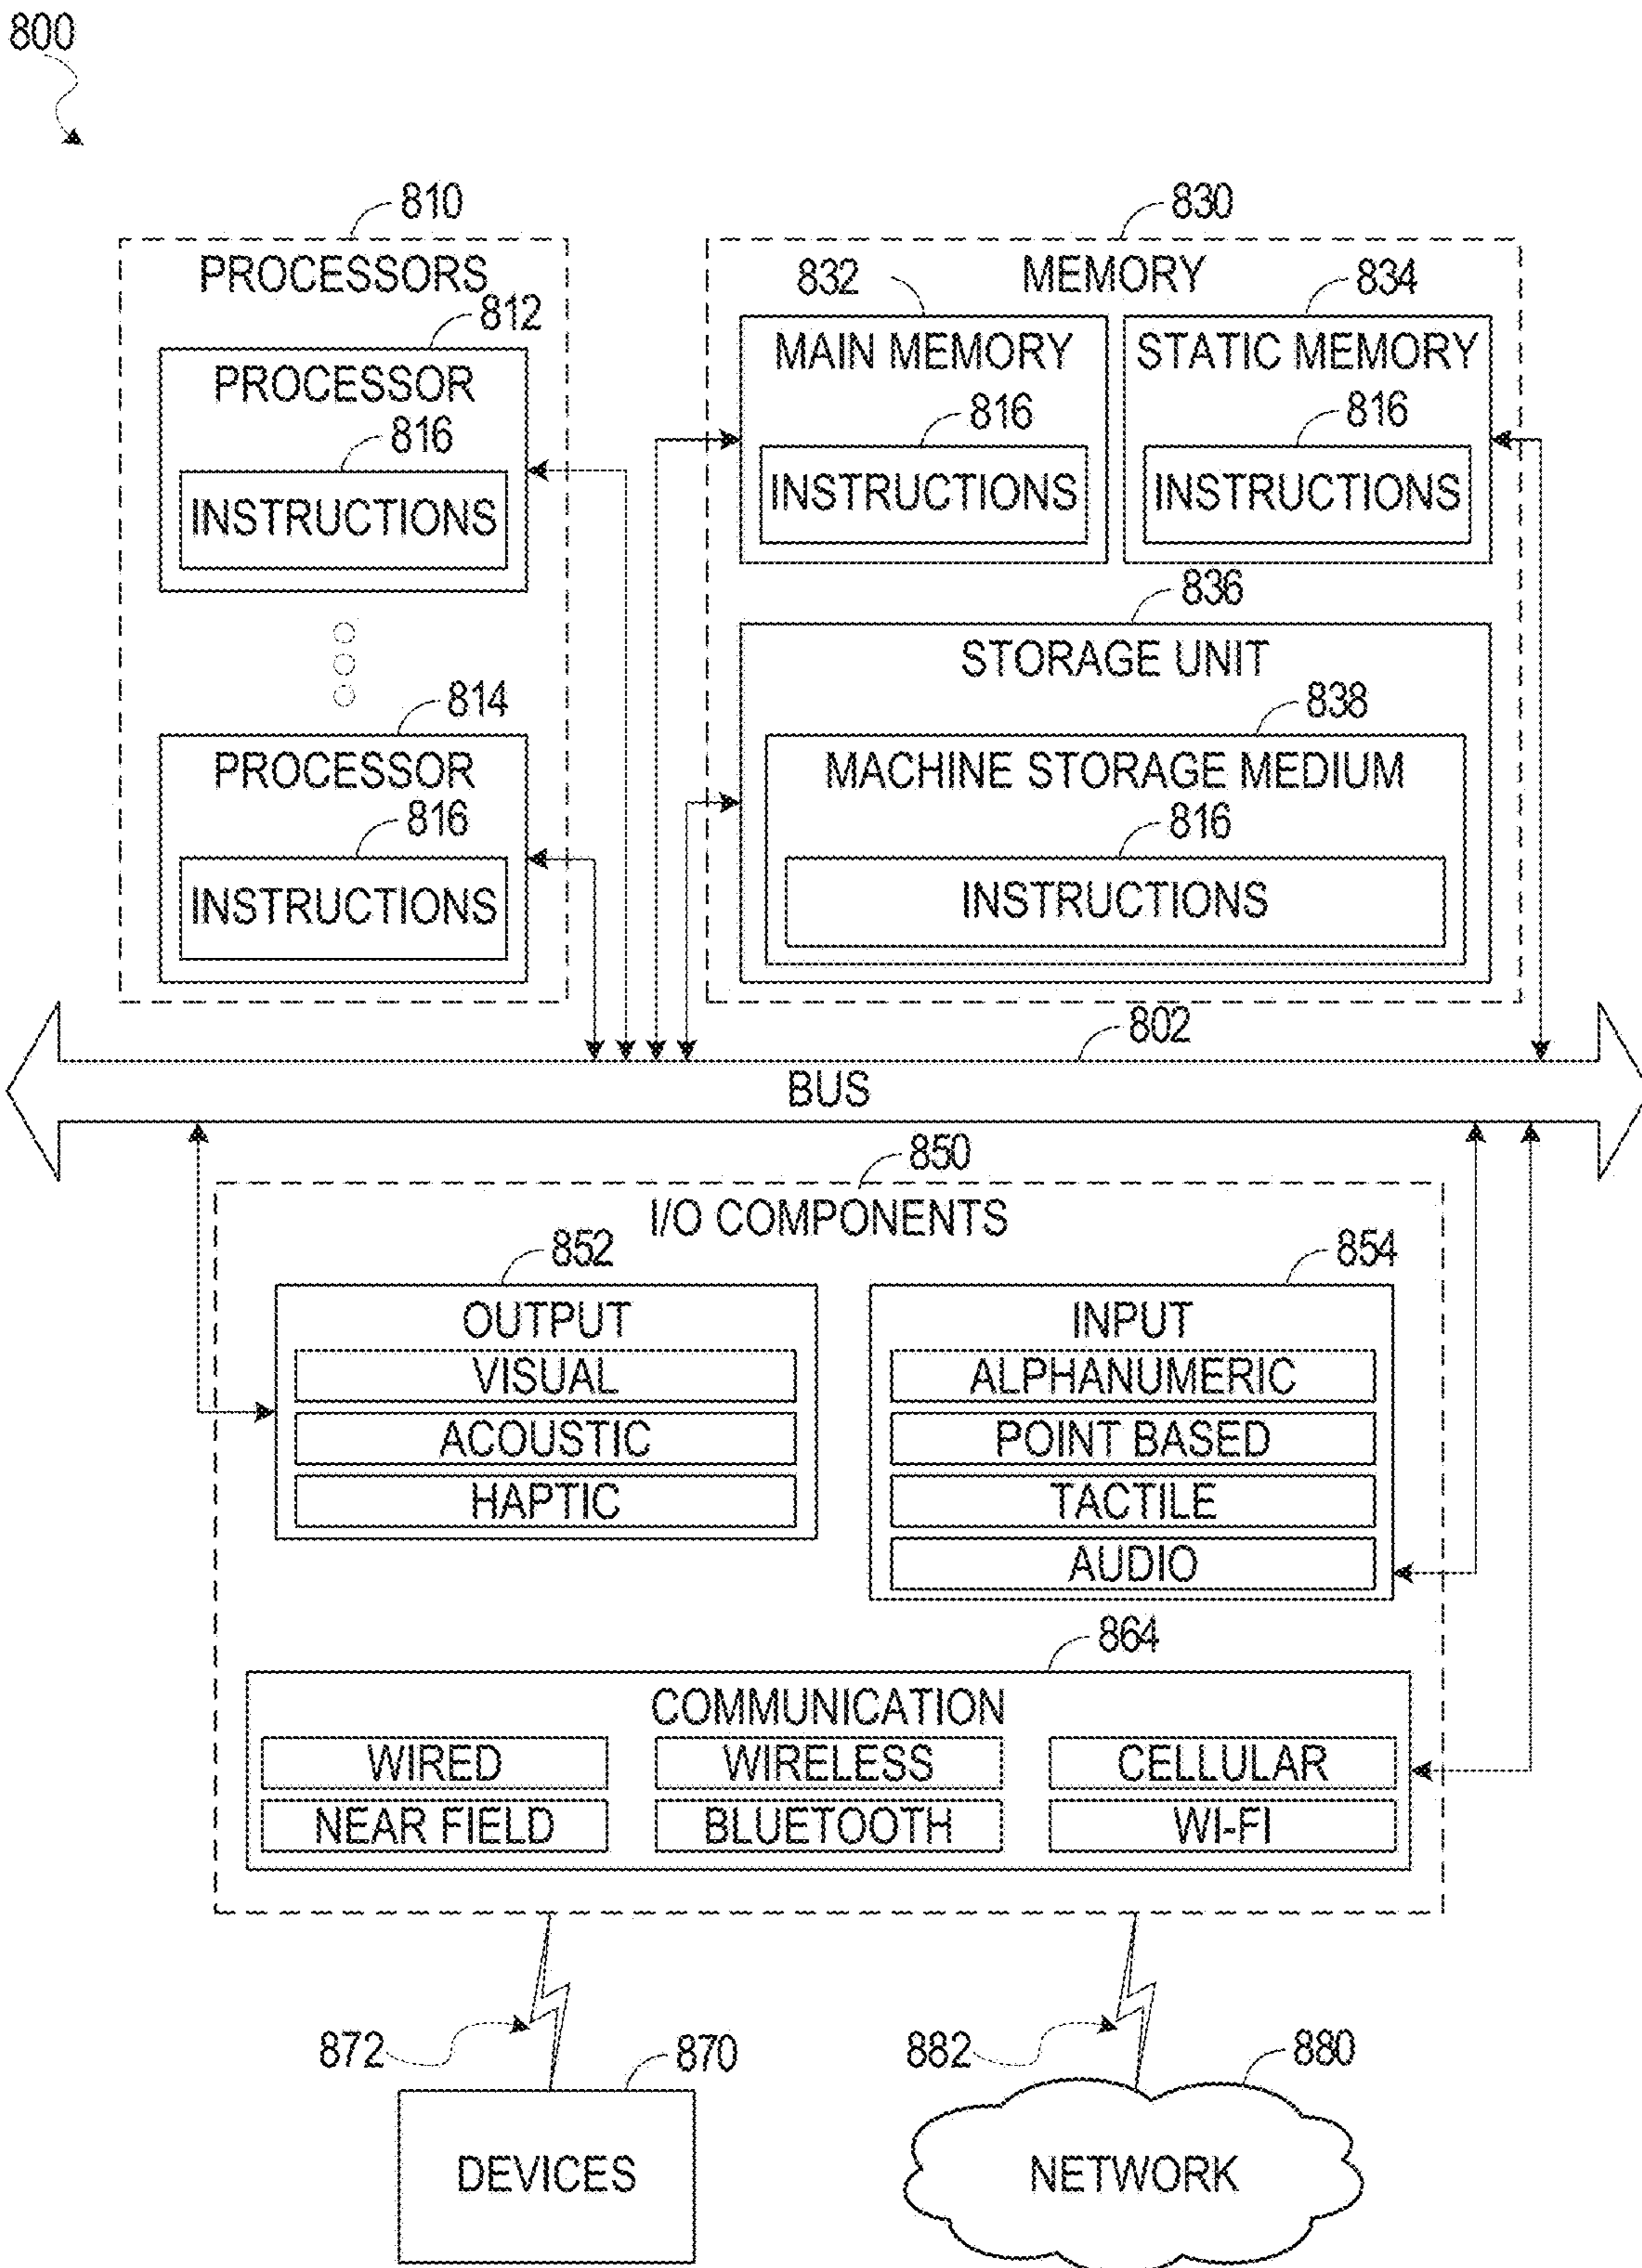 800
810
PROCESSORS
812
PROCESSOR
816
INSTRUCTIONS
814
PROCESSOR
816
INSTRUCTIONS
830
MEMORY
832
MAIN MEMORY
816
INSTRUCTIONS
834
STATIC MEMORY
816
INSTRUCTIONS
836
STORAGE UNIT
838
MACHINE STORAGE MEDIUM
816
INSTRUCTIONS
802
BUS
850
I/O COMPONENTS
852
OUTPUT
VISUAL
ACOUSTIC
HAPTIC
854
INPUT
ALPHANUMERIC
POINT BASED
TACTILE
AUDIO
864
COMMUNICATION
WIRED
WIRELESS
CELLULAR
NEAR FIELD
BLUETOOTH
WI-FI
872
870
DEVICES
882
880
NETWORK